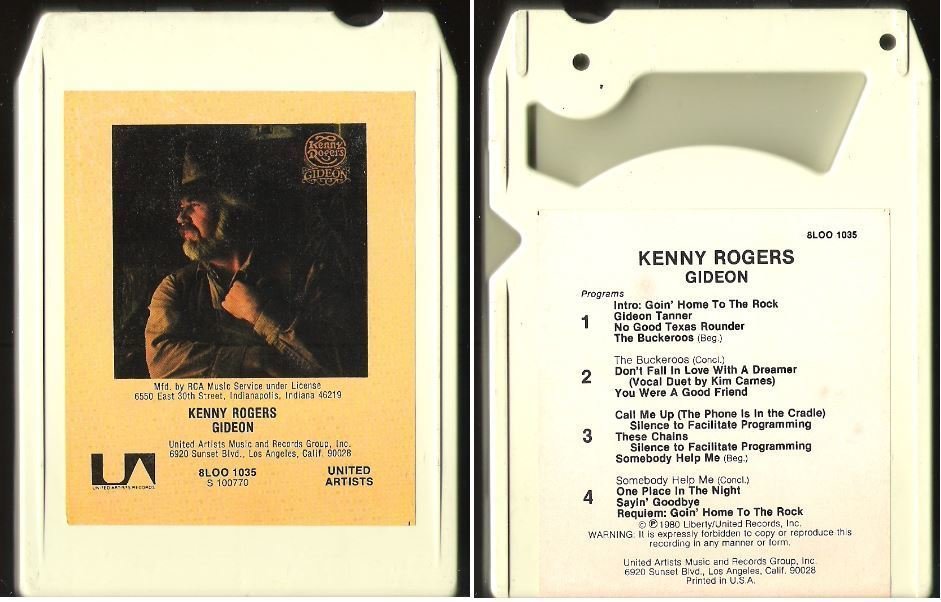 Kenny
Rogers
GIDEON
Mfd. by RCA Music Service under License
6550 East 30th Street, Indianapolis, Indiana 46219
KENNY ROGERS
GIDEON
United Artists Music and Records Group, Inc.
6920 Sunset Blvd., Los Angeles, Calif. 90028
UA
UNITED ARTISTS RECORDS
8LOO 1035
S 100770
UNITED
ARTISTS
8LOO 1035
KENNY ROGERS
GIDEON
Programs
1
Intro: Goin' Home To The Rock
Gideon Tanner
No Good Texas Rounder
The Buckeroos (Beg.)
2
The Buckeroos (Concl.)
Don't Fall In Love With A Dreamer
(Vocal Duet by Kim Carnes)
You Were A Good Friend
3
Call Me Up (The Phone Is In the Cradle)
Silence to Facilitate Programming
These Chains
Silence to Facilitate Programming
Somebody Help Me (Beg.)
4
Somebody Help Me (Concl.)
One Place In The Night
Sayin' Goodbye
Requiem: Goin' Home To The Rock
© ℗ 1980 Liberty/United Records, Inc.
WARNING: It is expressly forbidden to copy or reproduce this
recording in any manner or form.
United Artists Music and Records Group, Inc.
6920 Sunset Blvd., Los Angeles, Calif. 90028
Printed in U.S.A.